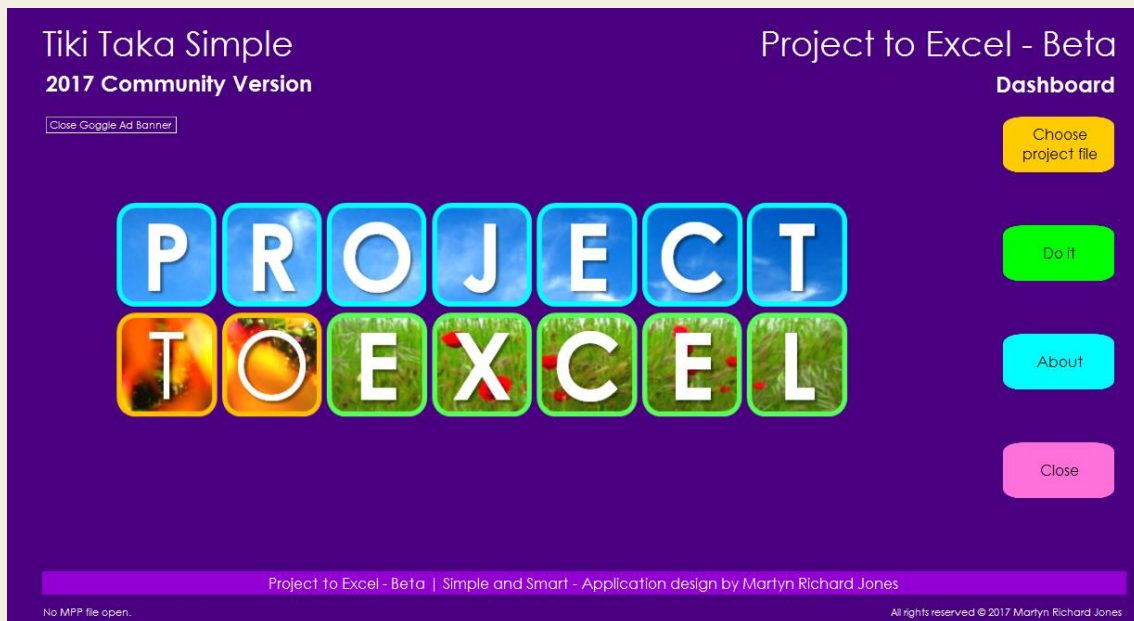 Tiki Taka Simple
Project to Excel - Beta
2017 Community Version
Dashboard
Close Goggle Ad Banner
Choose
project file
PROJECT
Do it
TOEXCEL
About
Close
Project to Excel - Beta | Simple and Smart - Application design by Martyn Richard Jones
No MPP file open.
All rights reserved © 2017 Martyn Richard Jones